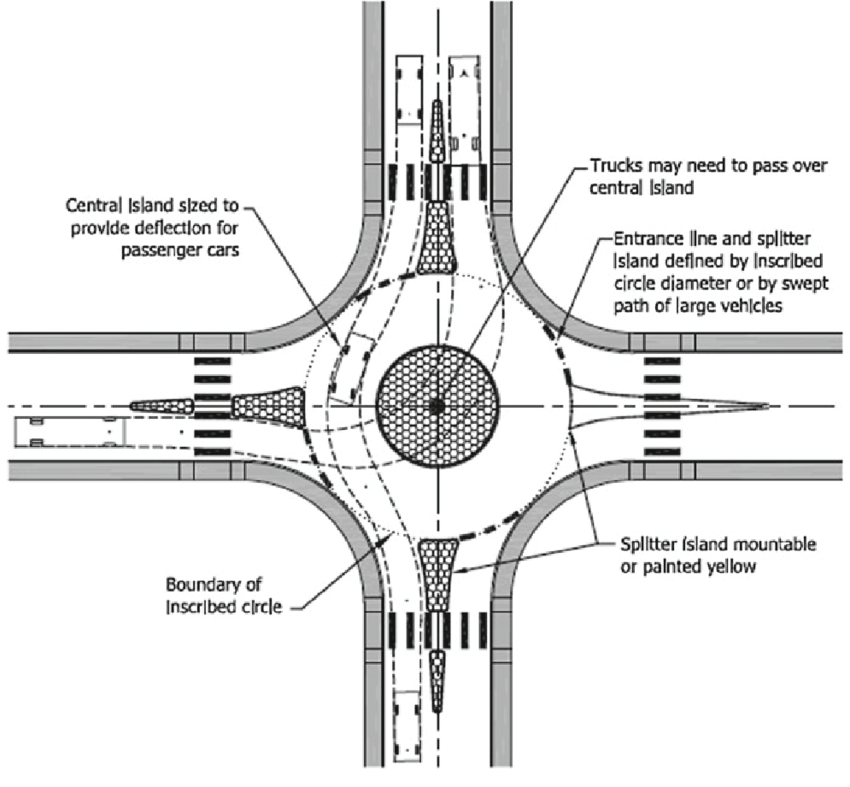 Trucks may need to pass over
central island
Central island sized to
provide deflection for
passenger cars
Entrance line and splitter
island defined by inscribed
circle diameter or by swept
path of large vehicles
Splitter island mountable
or painted yellow
Boundary of
inscribed circle